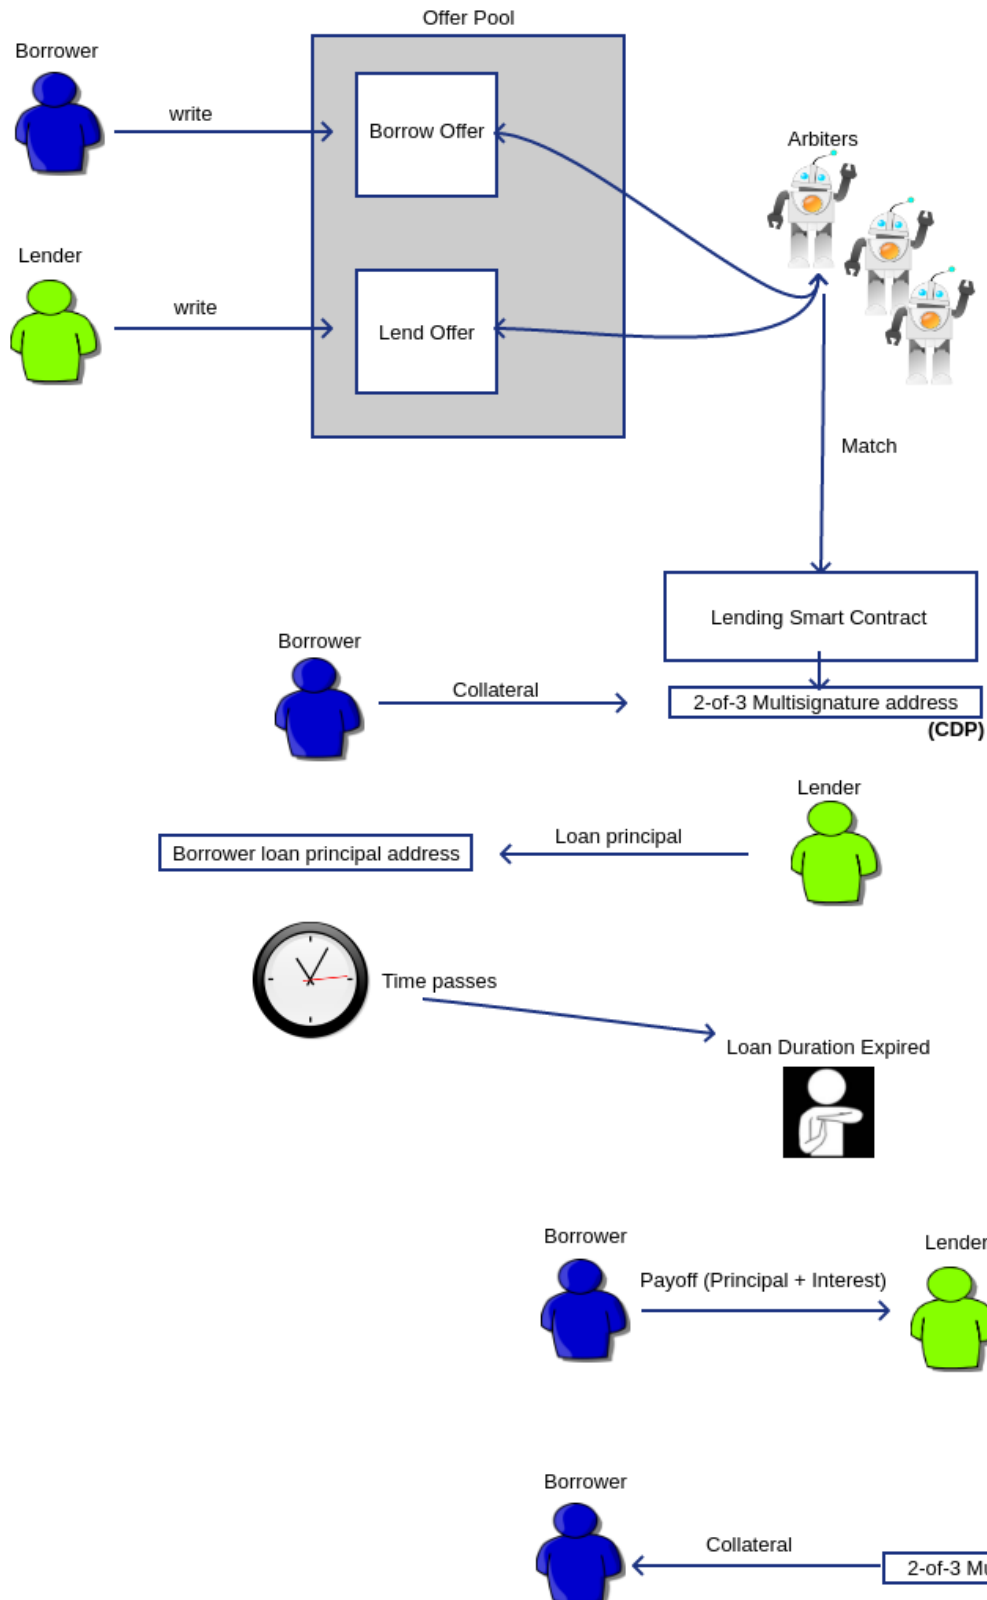 Offer Pool
Borrower
write
Borrow Offer
Arbiters
Lender
write
Lend Offer
Match
Lending Smart Contract
Borrower
Collateral
2-of-3 Multisignature address
(CDP)
Lender
Loan principal
Borrower loan principal address
Time passes
Loan Duration Expired
Borrower
Lender
Payoff (Principal + Interest)
Borrower
Collateral
2-of-3